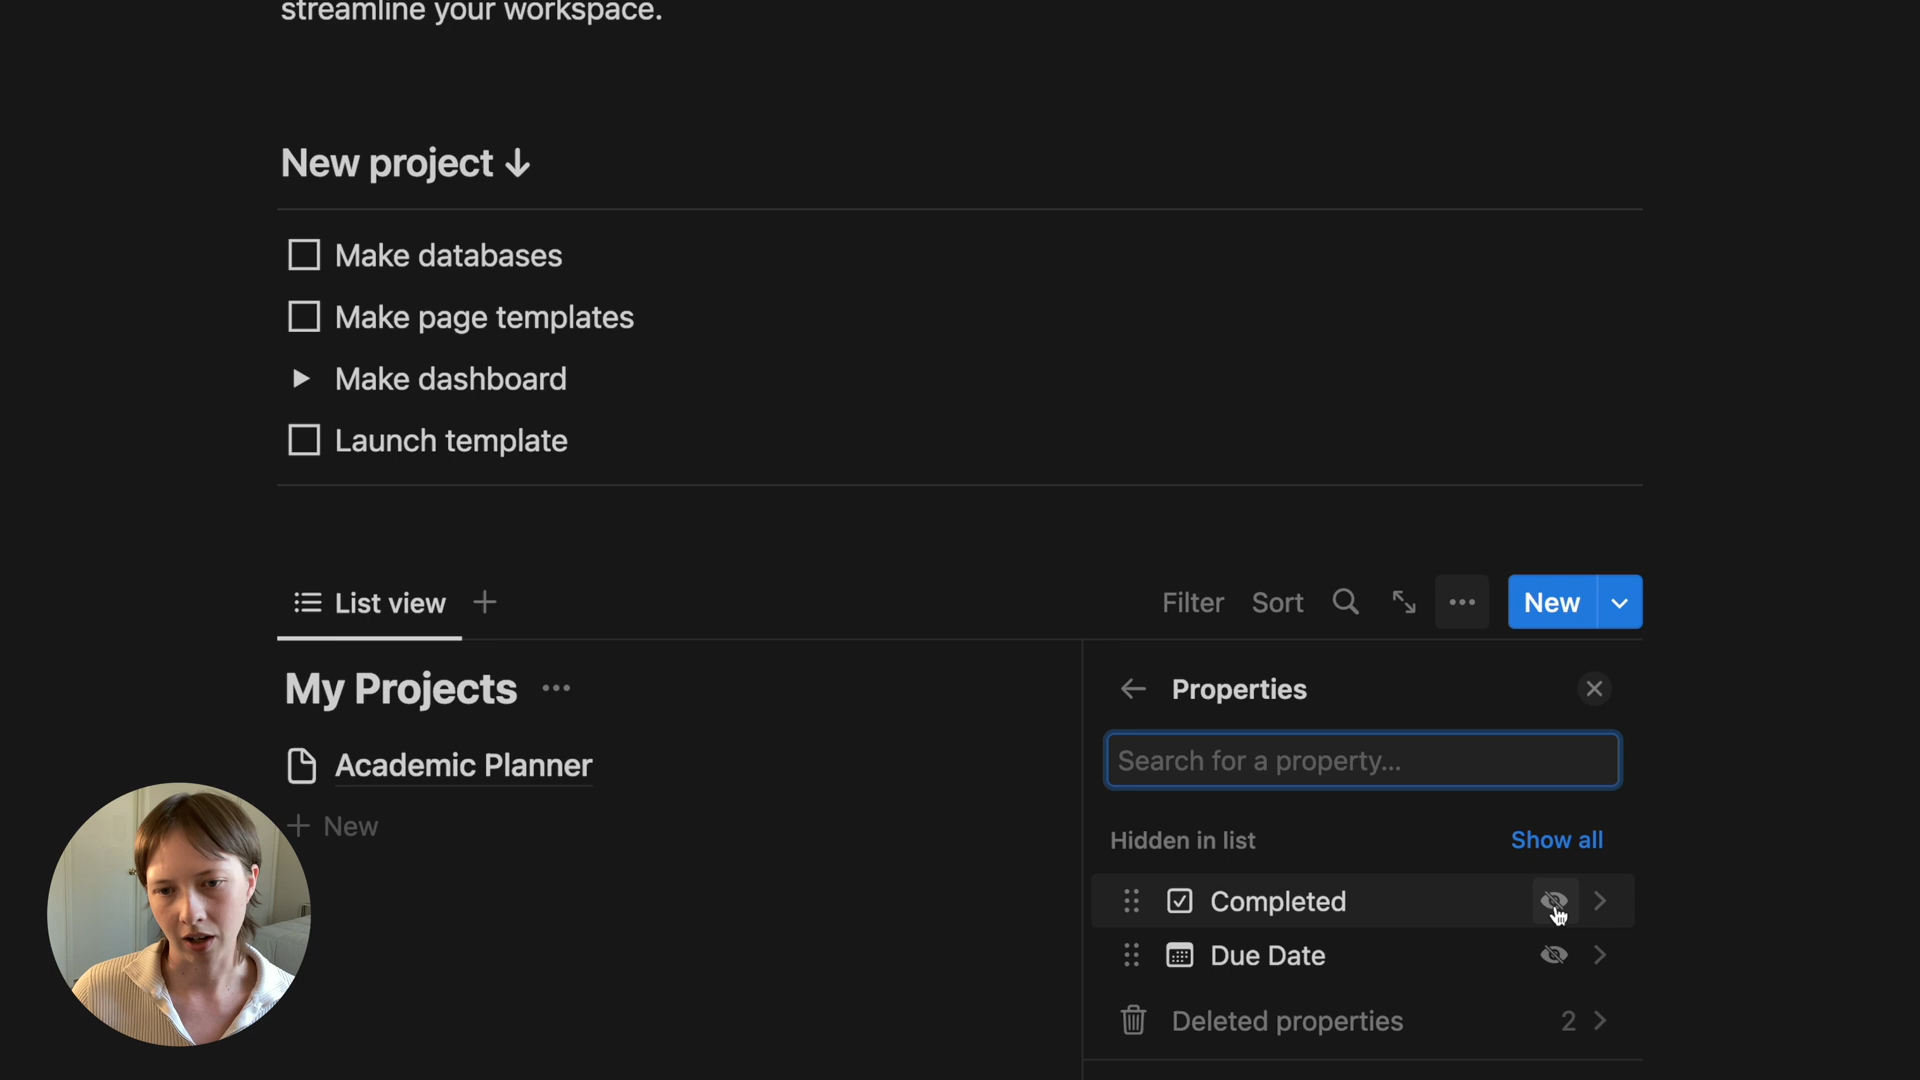 streamline your workspace.
New project ↓
Make databases
Make page templates
Make dashboard
Launch template
List view
Filter Sort New
My Projects
Academic Planner
New
Properties
Search for a property...
Hidden in list Show all
Completed
Due Date
Deleted properties 2